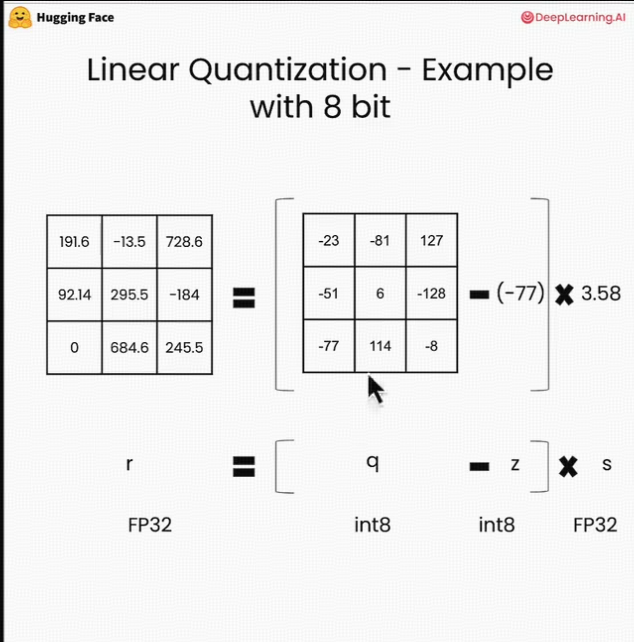 Hugging Face
DeepLearning.AI
Linear Quantization - Example
with 8 bit
191.6 -13.5 728.6
92.14 295.5 -184
0 684.6 245.5
=
-23 -81 127
-51 6 -128
-77 114 -8
- (-77) × 3.58
r = [ q - z ] × s
FP32 int8 int8 FP32